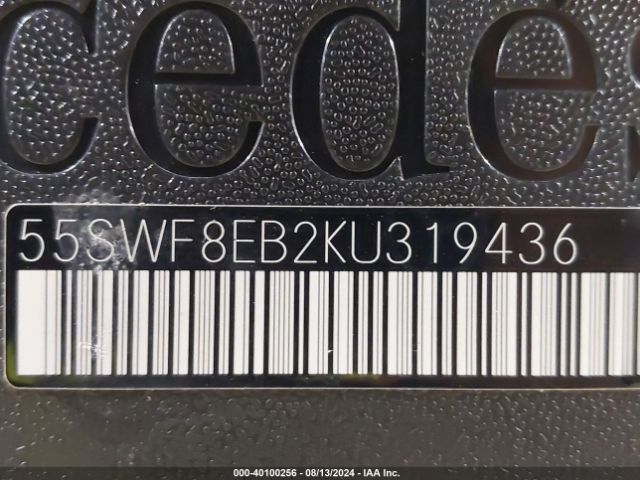 cedes
55SWF8EB2KU319436
000-40100256 - 08/13/2024 - IAA Inc.